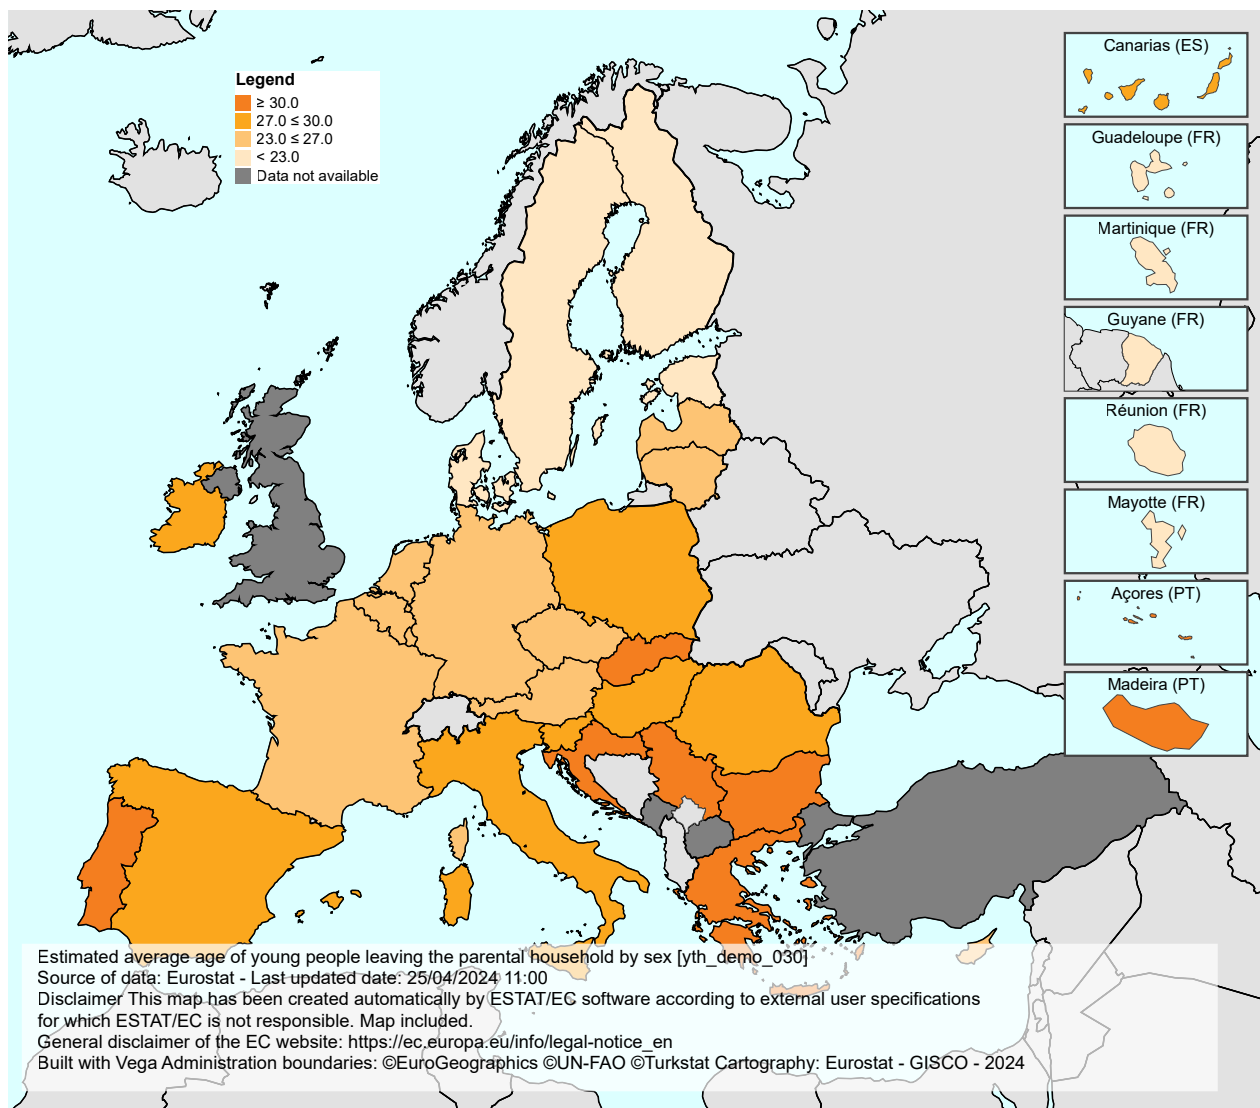 Legend
≥ 30.0
27.0 ≤ 30.0
23.0 ≤ 27.0
< 23.0
Data not available
Canarias (ES)
Guadeloupe (FR)
Martinique (FR)
Guyane (FR)
Réunion (FR)
Mayotte (FR)
Açores (PT)
Madeira (PT)
Estimated average age of young people leaving the parental household by sex [yth_demo_030]
Source of data: Eurostat - Last updated date: 25/04/2024 11:00
Disclaimer This map has been created automatically by ESTAT/EC software according to external user specifications
for which ESTAT/EC is not responsible. Map included.
General disclaimer of the EC website: https://ec.europa.eu/info/legal-notice_en
Built with Vega Administration boundaries: ©EuroGeographics ©UN-FAO ©Turkstat Cartography: Eurostat - GISCO - 2024